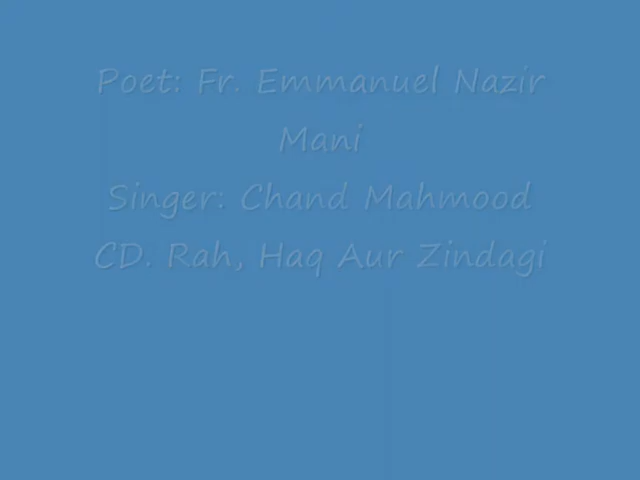 Poet: Fr. Emmanuel Nazir
Mani
Singer: Chand Mahmood
CD. Rah, Haq Aur Zindagi